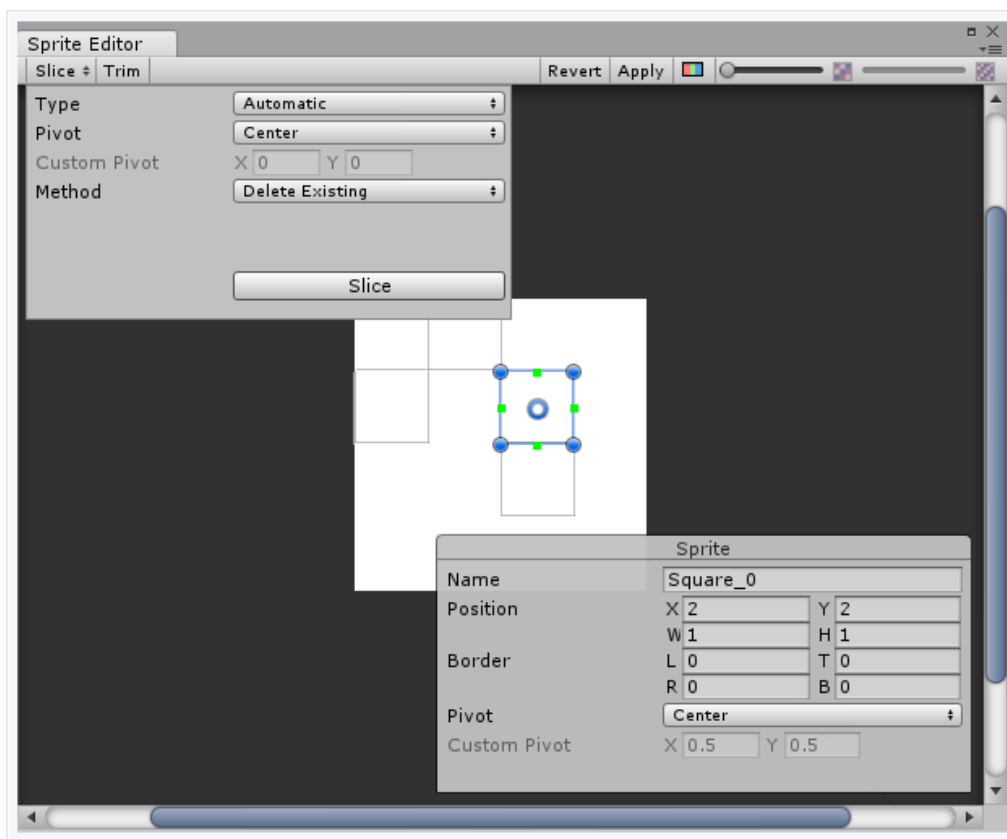 Sprite Editor
Slice Trim Revert Apply
Type Automatic
Pivot Center
Custom Pivot X 0 Y 0
Method Delete Existing
Slice
Sprite
Name Square_0
Position X 2 Y 2
W 1 H 1
Border L 0 T 0
R 0 B 0
Pivot Center
Custom Pivot X 0.5 Y 0.5